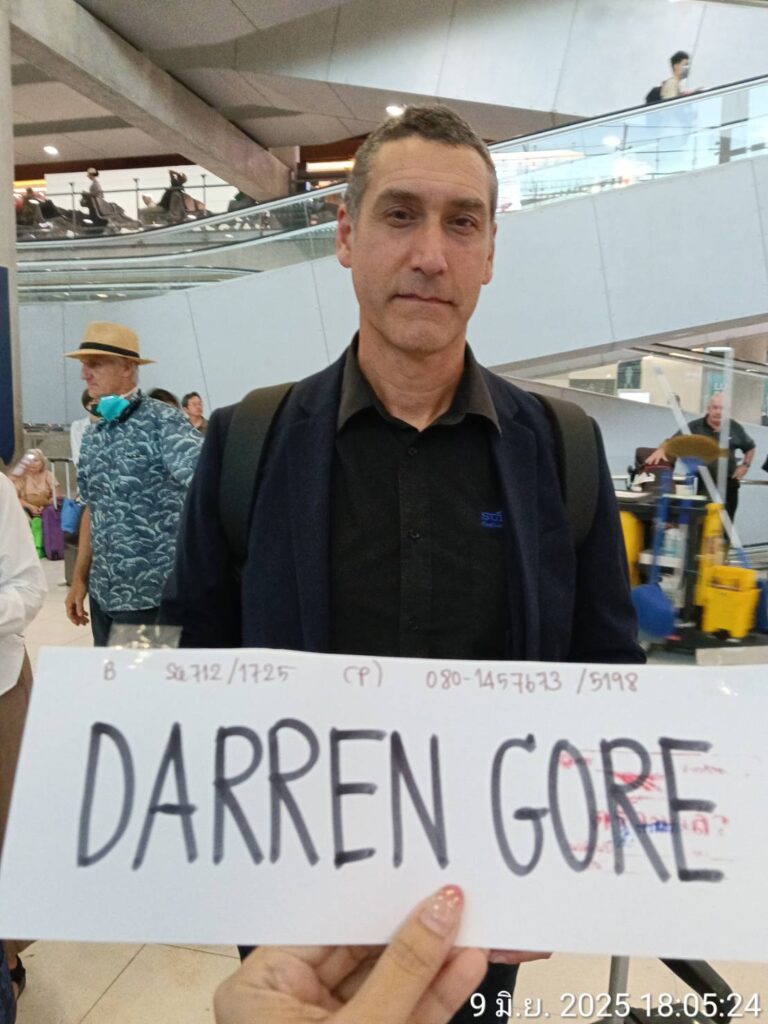 B SQ712/1725 (P) 080-1457673 /5198
DARREN GORE
9 มิ.ย. 2025 18:05:24